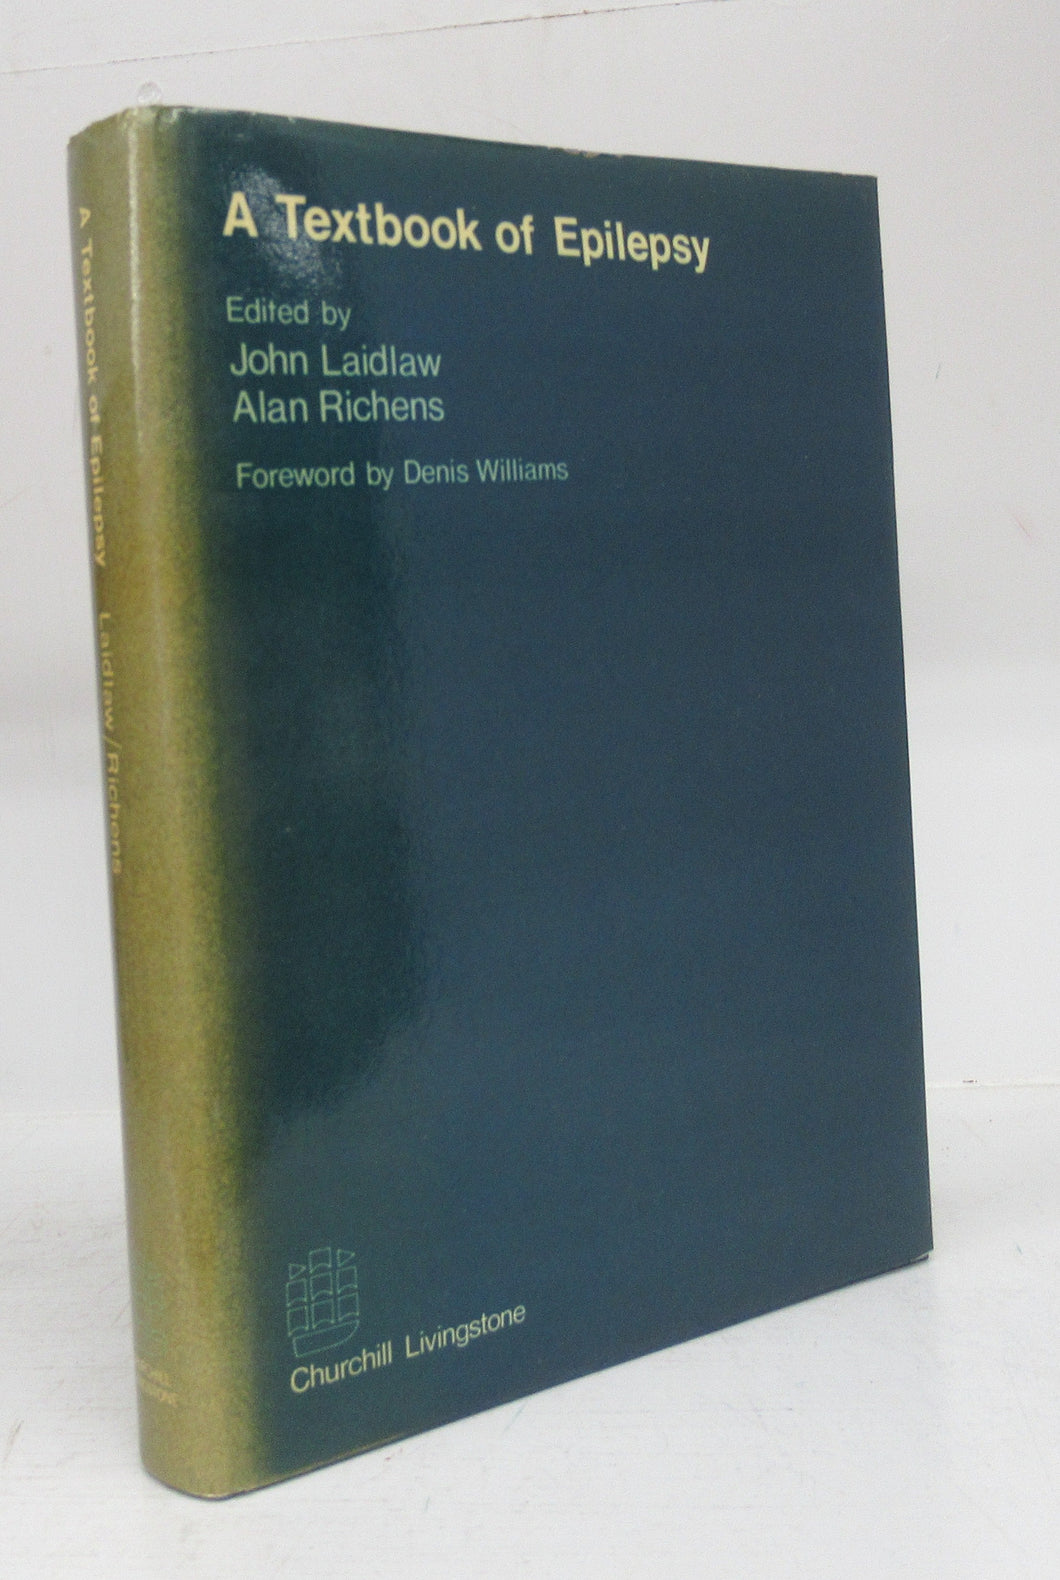 A Textbook of Epilepsy
Edited by
John Laidlaw
Alan Richens
Foreword by Denis Williams
Churchill Livingstone
A Textbook of Epilepsy Laidlaw/Richens